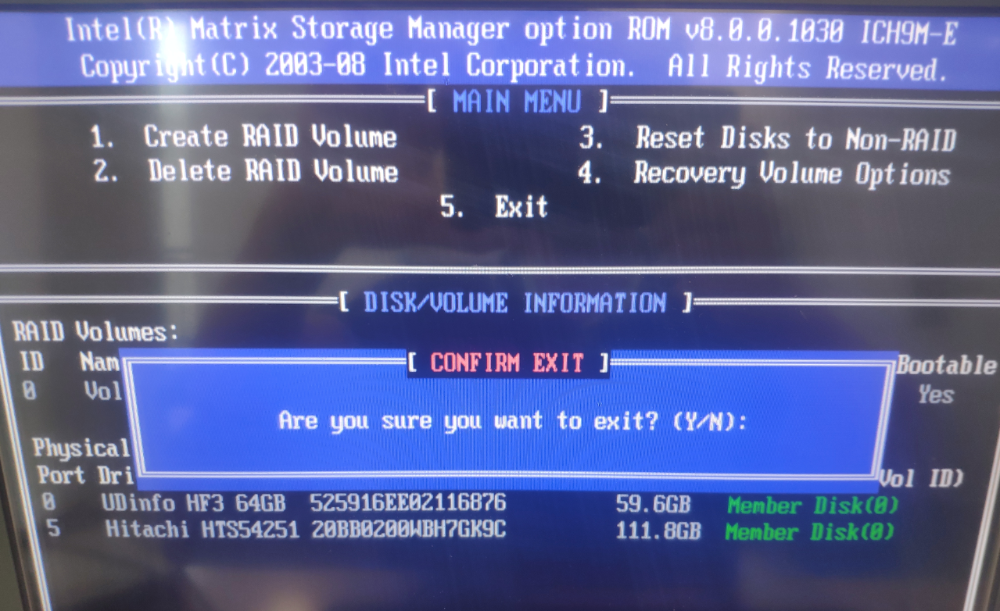 Intel(R) Matrix Storage Manager option ROM v8.0.0.1030 ICH9M-E
Copyright(C) 2003-08 Intel Corporation. All Rights Reserved.
[ MAIN MENU ]
1. Create RAID Volume
2. Delete RAID Volume
3. Reset Disks to Non-RAID
4. Recovery Volume Options
5. Exit
[ DISK/VOLUME INFORMATION ]
RAID Volumes:
ID Nam Bootable
0 Vol Yes
[ CONFIRM EXIT ]
Are you sure you want to exit? (Y/N):
Physical
Port Dri Vol ID)
0 UDinfo HF3 64GB 525916EE02116876 59.6GB Member Disk(0)
5 Hitachi HTS54251 20BB0200WBH7GK9C 111.8GB Member Disk(0)